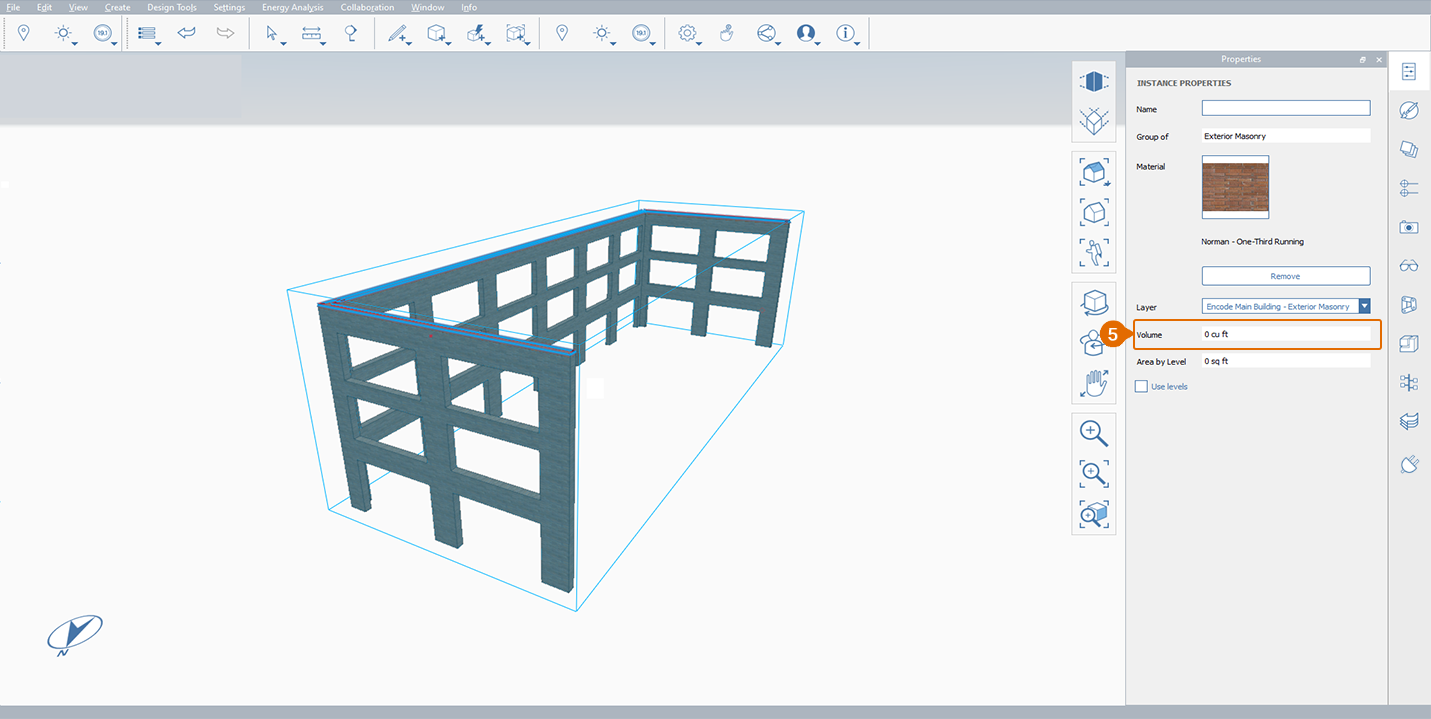 File Edit View Create Design Tools Settings Energy Analysis Collaboration Window Info
19.1 19.1
Properties
INSTANCE PROPERTIES
Name
Group of Exterior Masonry
Material
Norman - One-Third Running
Remove
Layer Encode Main Building - Exterior Masonry
5 Volume 0 cu ft
Area by Level 0 sq ft
Use levels
N